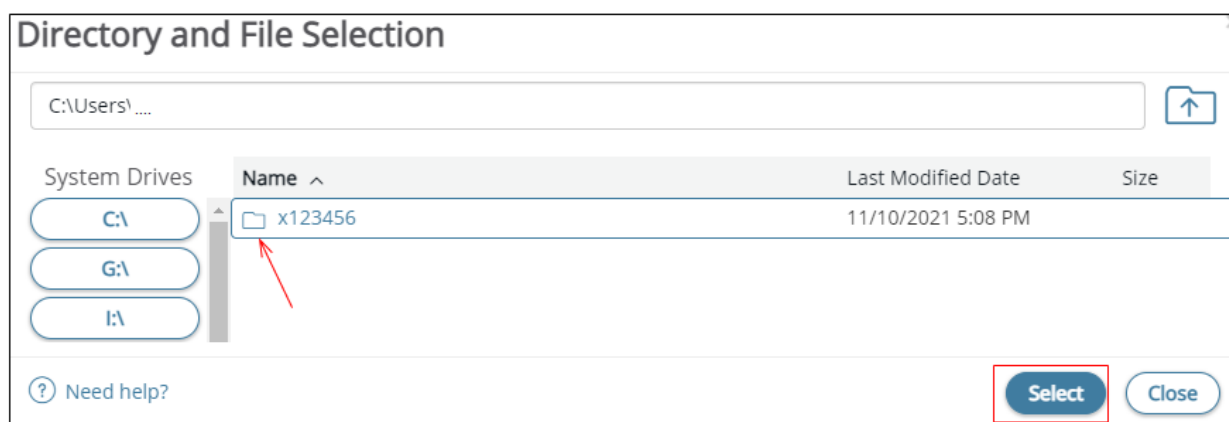 Directory and File Selection
C:\Users\ ....
System Drives
Name
Last Modified Date
Size
C:\
x123456
11/10/2021 5:08 PM
G:\
I:\
? Need help?
Select
Close